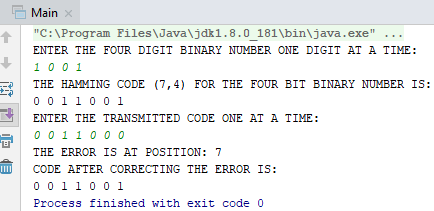 Main ×
"C:\Program Files\Java\jdk1.8.0_181\bin\java.exe" ...
ENTER THE FOUR DIGIT BINARY NUMBER ONE DIGIT AT A TIME:
1 0 0 1
THE HAMMING CODE (7,4) FOR THE FOUR BIT BINARY NUMBER IS:
0 0 1 1 0 0 1
ENTER THE TRANSMITTED CODE ONE AT A TIME:
0 0 1 1 0 0 0
THE ERROR IS AT POSITION: 7
CODE AFTER CORRECTING THE ERROR IS:
0 0 1 1 0 0 1
Process finished with exit code 0